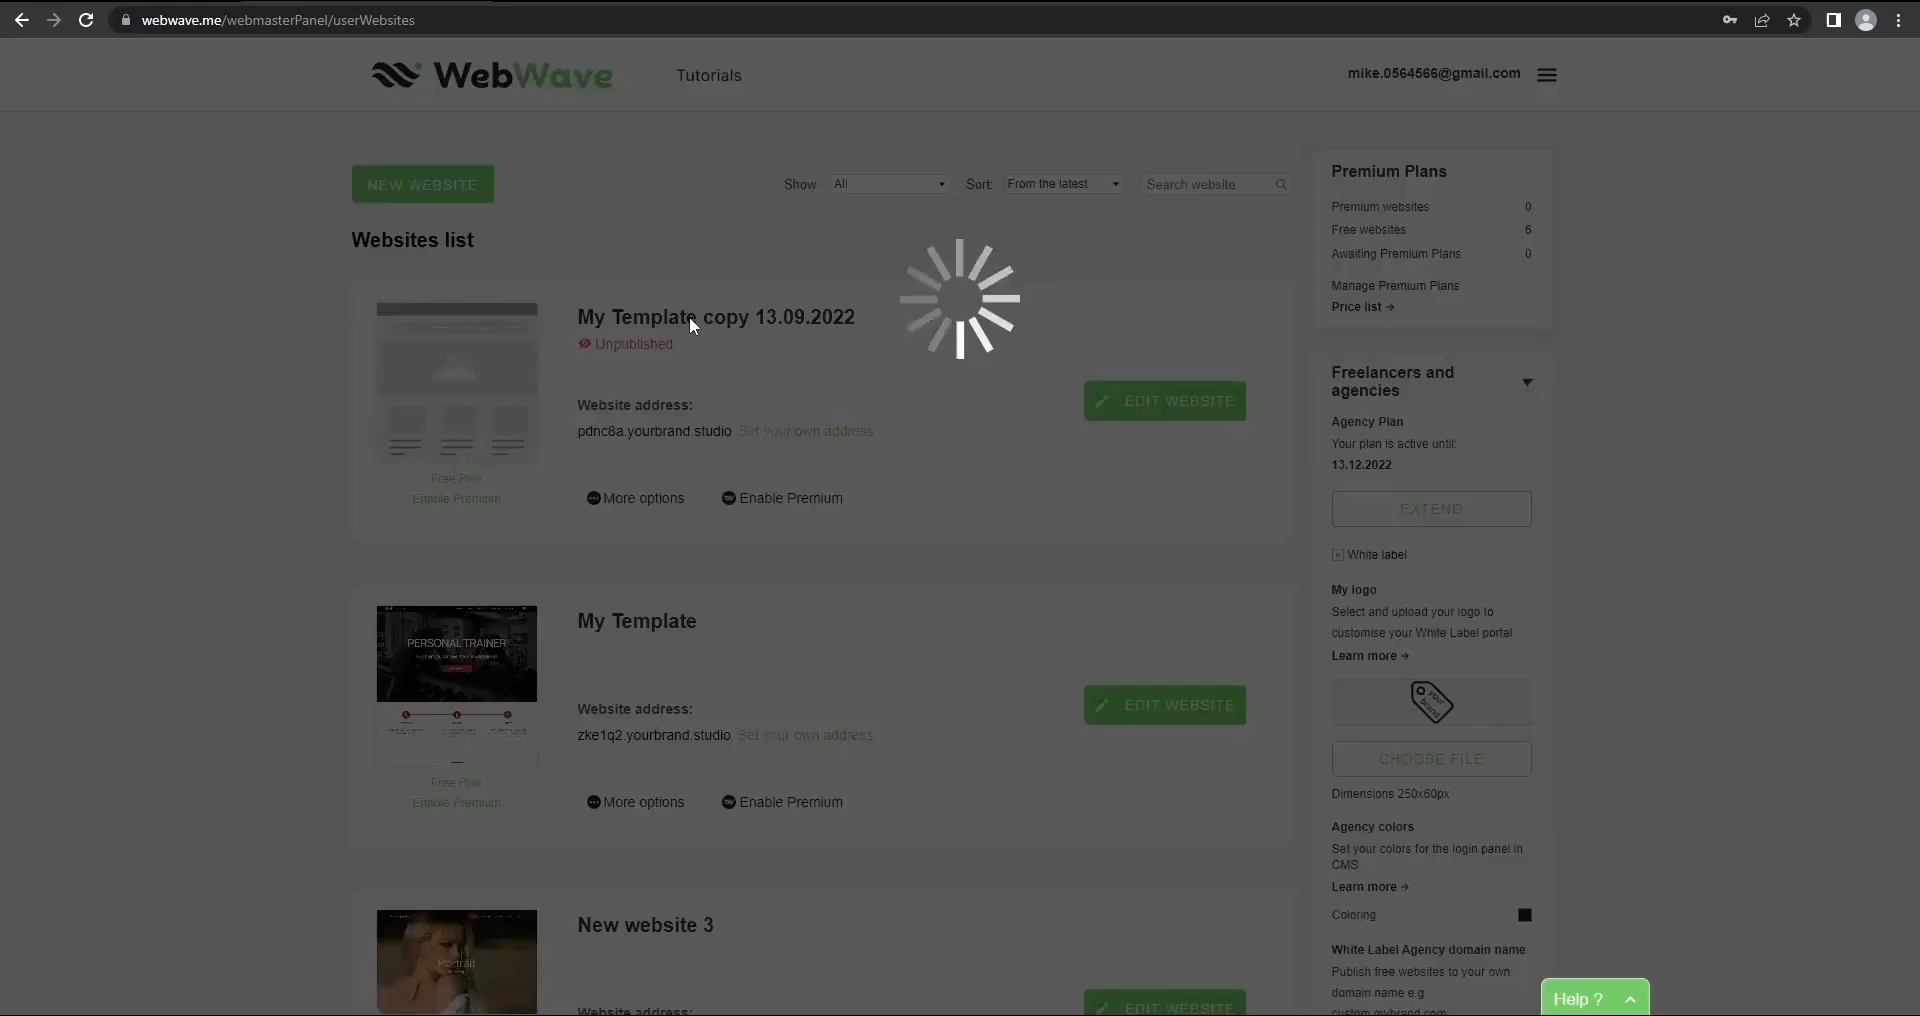 webwave.me/webmasterPanel/userWebsites
WebWave
Tutorials
mike.0564566@gmail.com
NEW WEBSITE
Show:
All
Sort:
From the latest
Search website
Websites list
My Template copy 13.09.2022
Unpublished
Website address:
pdnc8a.yourbrand.studio Set your own address
EDIT WEBSITE
Free Plan
Enable Premium
More options
Enable Premium
PERSONAL TRAINER
My Template
Website address:
zke1q2.yourbrand.studio Set your own address
EDIT WEBSITE
Free Plan
Enable Premium
More options
Enable Premium
Portrait
New website 3
Website address:
EDIT WEBSITE
Premium Plans
Premium websites 0
Free websites 6
Awaiting Premium Plans 0
Manage Premium Plans
Price list →
Freelancers and
agencies
Agency Plan
Your plan is active until:
13.12.2022
EXTEND
White label
My logo
Select and upload your logo to
customise your White Label portal
Learn more →
your
brand
CHOOSE FILE
Dimensions 250x60px
Agency colors
Set your colors for the login panel in
CMS
Learn more →
Coloring
White Label Agency domain name
Publish free websites to your own
domain name e.g.
custom.mybrand.com
Help ?